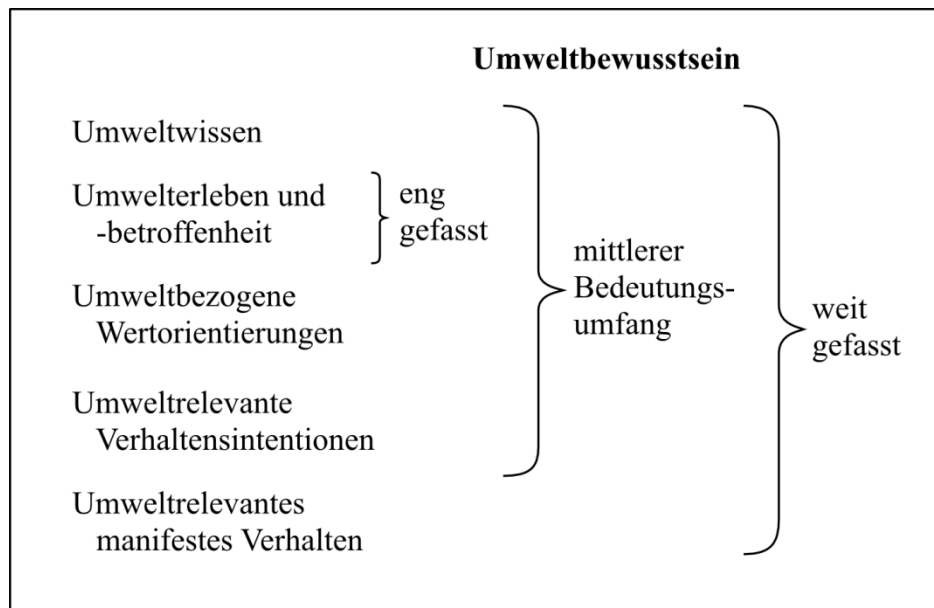 Umweltbewusstsein
Umweltwissen
Umwelterleben und
-betroffenheit
eng
gefasst
Umweltbezogene
Wertorientierungen
mittlerer
Bedeutungs-
umfang
weit
gefasst
Umweltrelevante
Verhaltensintentionen
Umweltrelevantes
manifestes Verhalten